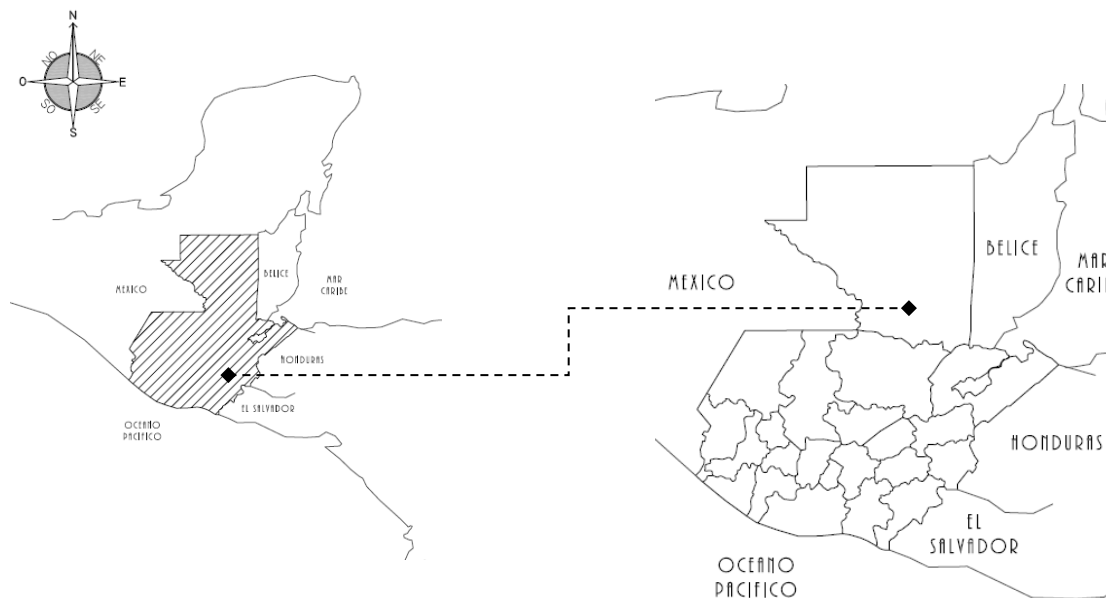 N
NO NE
O E
SO SE
S
BELICE
MEXICO
MAR
CARIBE
HONDURAS
EL SALVADOR
OCEANO
PACIFICO
BELICE
MAR
CARIB
MEXICO
HONDURAS
EL
SALVADOR
OCEANO
PACIFICO